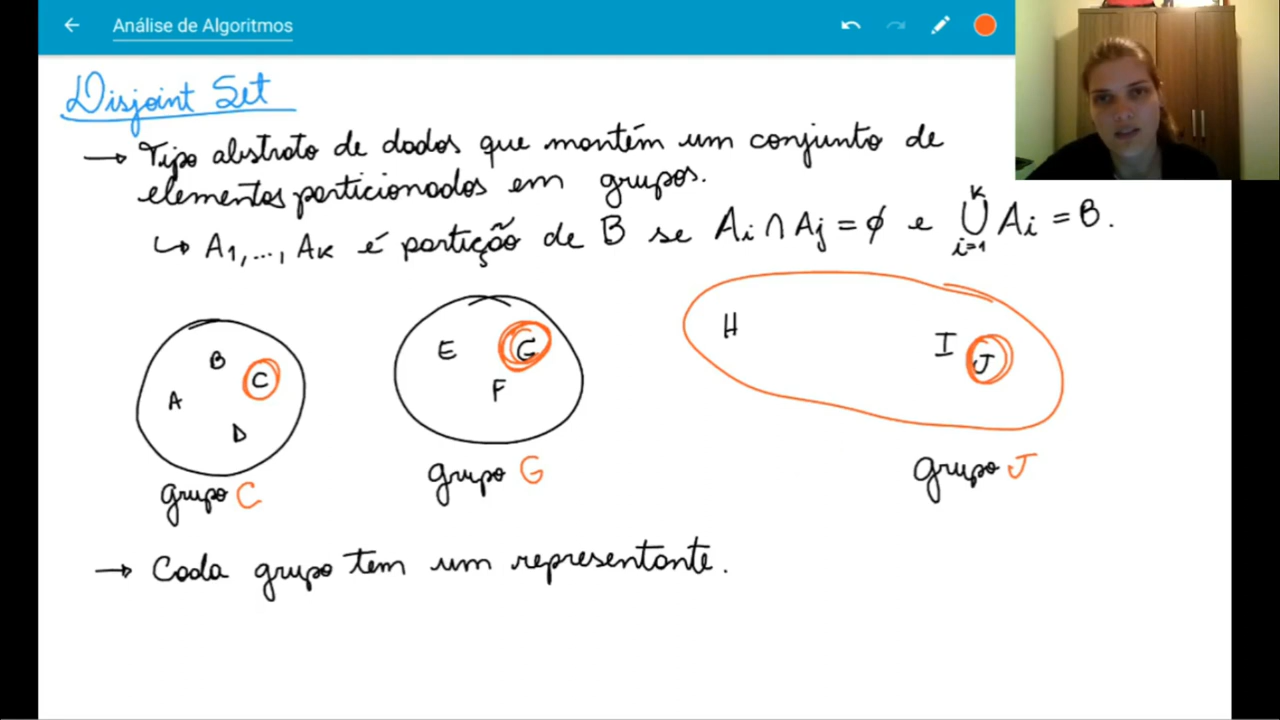 Análise de Algoritmos
Disjoint Set
→ Tipo abstrato de dados que mantém um conjunto de
elementos particionados em grupos.
↳ A1, ..., AK é partição de B se Ai ∩ Aj = ϕ e ⋃ᵏᵢ₌₁ Ai = B.
B C A D
E G F
H I J
grupo C
grupo G
grupo J
→ Cada grupo tem um representante.